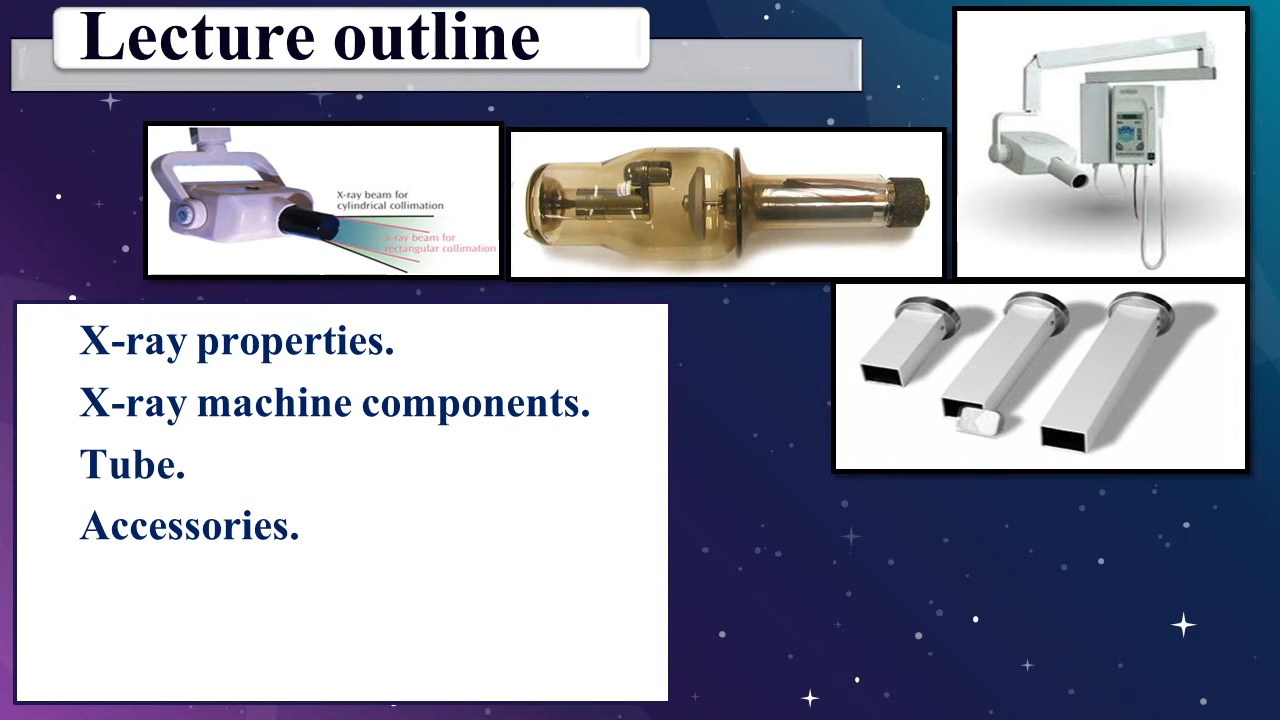 Lecture outline
X-ray beam for
cylindrical collimation
X-ray beam for
rectangular collimation
X-ray properties.
X-ray machine components.
Tube.
Accessories.